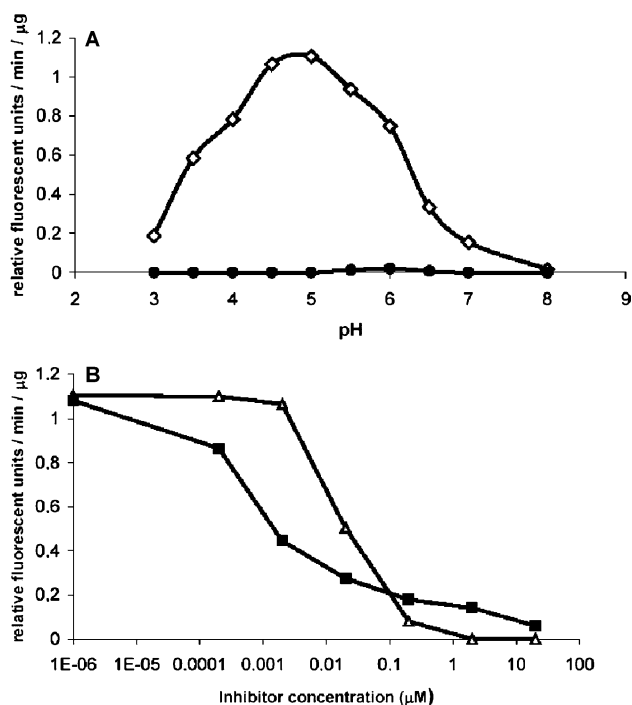 A
relative fluorescent units / min / µg
1.2
1
0.8
0.6
0.4
0.2
0
2 3 4 5 6 7 8 9
pH
B
relative fluorescent units / min / µg
1.2
1
0.8
0.6
0.4
0.2
0
1E-06 1E-05 0.0001 0.001 0.01 0.1 1 10 100
Inhibitor concentration (µM)